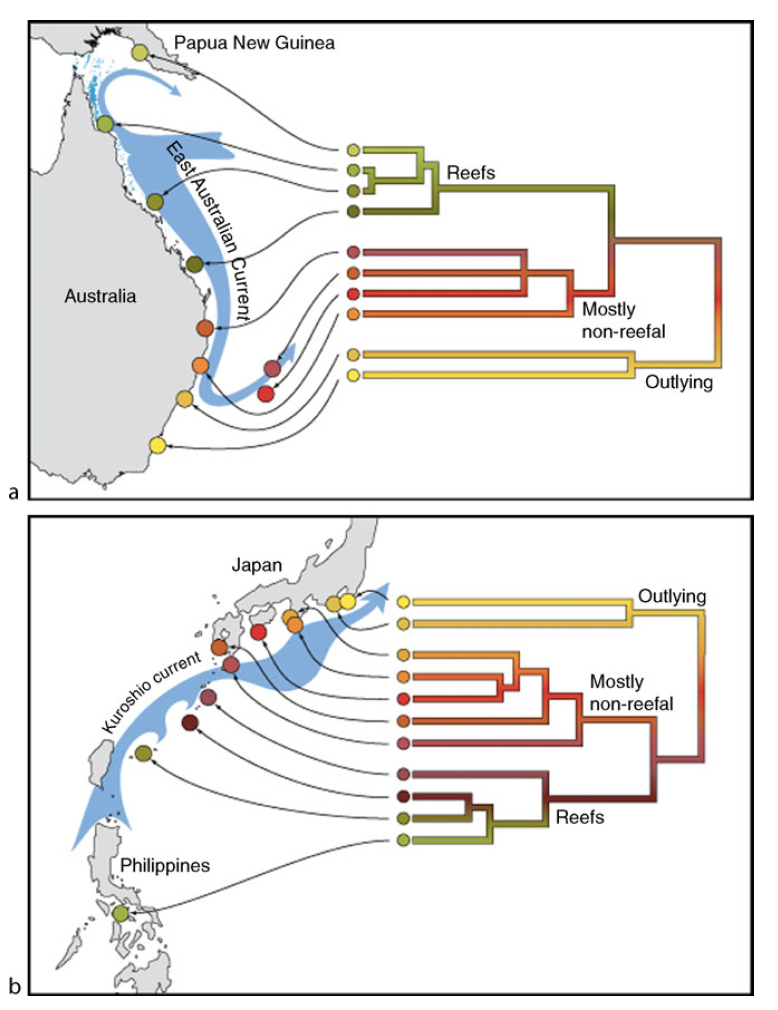 Papua New Guinea
East Australian Current
Reefs
Australia
Mostly
non-reefal
Outlying
a
Japan
Outlying
Kuroshio current
Mostly
non-reefal
Reefs
Philippines
b